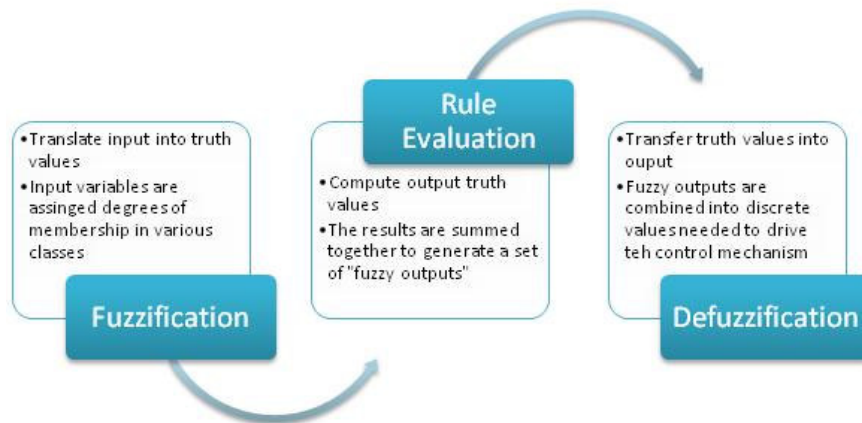 •Translate input into truth
values
•Input variables are
assinged degrees of
membership in various
classes
Fuzzification
Rule
Evaluation
•Compute output truth
values
•The results are summed
together to generate a set
of "fuzzy outputs"
•Transfer truth values into
ouput
•Fuzzy outputs are
combined into discrete
values needed to drive
teh control mechanism
Defuzzification